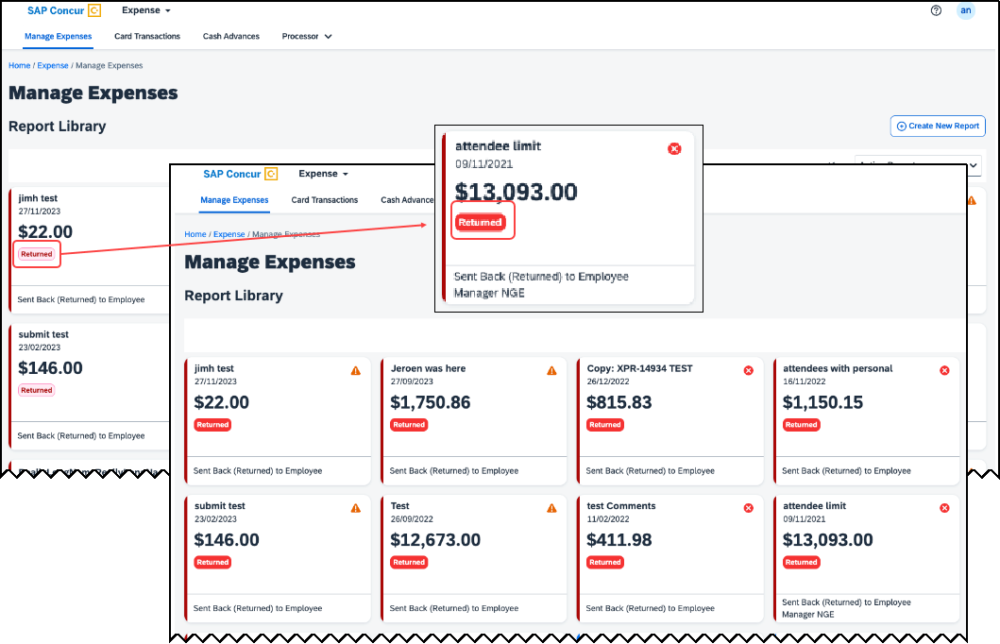 SAP Concur C Expense
an
Manage Expenses Card Transactions Cash Advances Processor
Home / Expense / Manage Expenses
Manage Expenses
Report Library
Create New Report
jimh test
27/11/2023
$22.00
Returned
Sent Back (Returned) to Employee
submit test
23/02/2023
$146.00
Returned
Sent Back (Returned) to Employee
attendee limit
09/11/2021
$13,093.00
Returned
Sent Back (Returned) to Employee
Manager NGE
SAP Concur C Expense
Manage Expenses Card Transactions Cash Advance
Home / Expense / Manage Expenses
Manage Expenses
Report Library
jimh test
27/11/2023
$22.00
Returned
Sent Back (Returned) to Employee
Jeroen was here
27/09/2023
$1,750.86
Returned
Sent Back (Returned) to Employee
Copy: XPR-14934 TEST
26/12/2022
$815.83
Returned
Sent Back (Returned) to Employee
attendees with personal
16/11/2022
$1,150.15
Returned
Sent Back (Returned) to Employee
submit test
23/02/2023
$146.00
Returned
Sent Back (Returned) to Employee
Test
26/09/2022
$12,673.00
Returned
Sent Back (Returned) to Employee
test Comments
11/02/2022
$411.98
Returned
Sent Back (Returned) to Employee
attendee limit
09/11/2021
$13,093.00
Returned
Sent Back (Returned) to Employee
Manager NGE